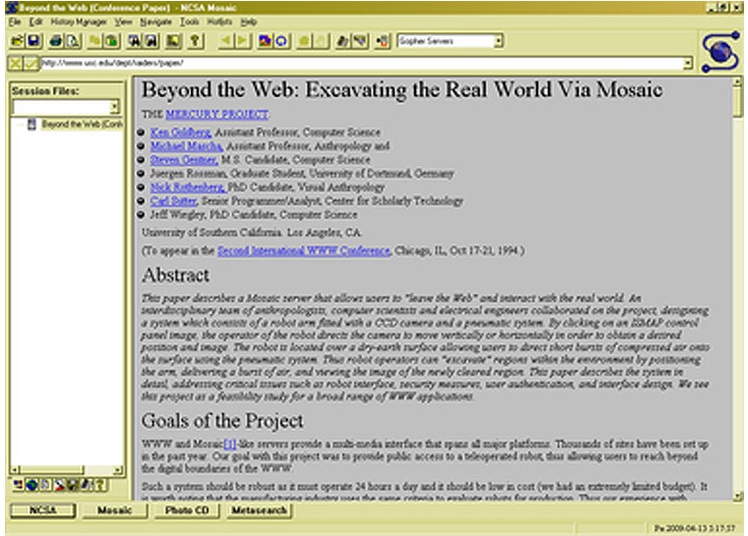 Beyond the Web (Conference Paper) - NCSA Mosaic
File Edit History Manager View Navigate Tools Hotlists Help
Gopher Servers
http://www.usc.edu/dept/raiders/paper/
Session Files:
Beyond the Web (Conf
Beyond the Web: Excavating the Real World Via Mosaic
THE MERCURY PROJECT
Ken Goldberg, Assistant Professor, Computer Science
Michael Mascha, Assistant Professor, Anthropology and
Steven Gentner, M.S. Candidate, Computer Science
Juergen Rossman, Graduate Student, University of Dortmund, Germany
Nick Rothenberg, PhD Candidate, Visual Anthropology
Carl Sutter, Senior Programmer/Analyst, Center for Scholarly Technology
Jeff Wiegley, PhD Candidate, Computer Science
University of Southern California. Los Angeles, CA.
(To appear in the Second International WWW Conference, Chicago, IL, Oct 17-21, 1994.)
Abstract
This paper describes a Mosaic server that allows users to "leave the Web" and interact with the real world. An
interdisciplinary team of anthropologists, computer scientists and electrical engineers collaborated on the project, designing
a system which consists of a robot arm fitted with a CCD camera and a pneumatic system. By clicking on an ISMAP control
panel image, the operator of the robot directs the camera to move vertically or horizontally in order to obtain a desired
position and image. The robot is located over a dry-earth surface allowing users to direct short bursts of compressed air onto
the surface using the pneumatic system. Thus robot operators can "excavate" regions within the environment by positioning
the arm, delivering a burst of air, and viewing the image of the newly cleared region. This paper describes the system in
detail, addressing critical issues such as robot interface, security measures, user authentication, and interface design. We see
this project as a feasibility study for a broad range of WWW applications.
Goals of the Project
WWW and Mosaic[1]-like servers provide a multi-media interface that spans all major platforms. Thousands of sites have been set up
in the past year. Our goal with this project was to provide public access to a teleoperated robot, thus allowing users to reach beyond
the digital boundaries of the WWW.
Such a system should be robust as it must operate 24 hours a day and it should be low in cost (we had an extremely limited budget). It
is worth noting that the manufacturing industry uses the same criteria to evaluate robots for production. Thus our experience with
NCSA Mosaic Photo CD Metasearch
Pn 2009-04-13 5:17:37